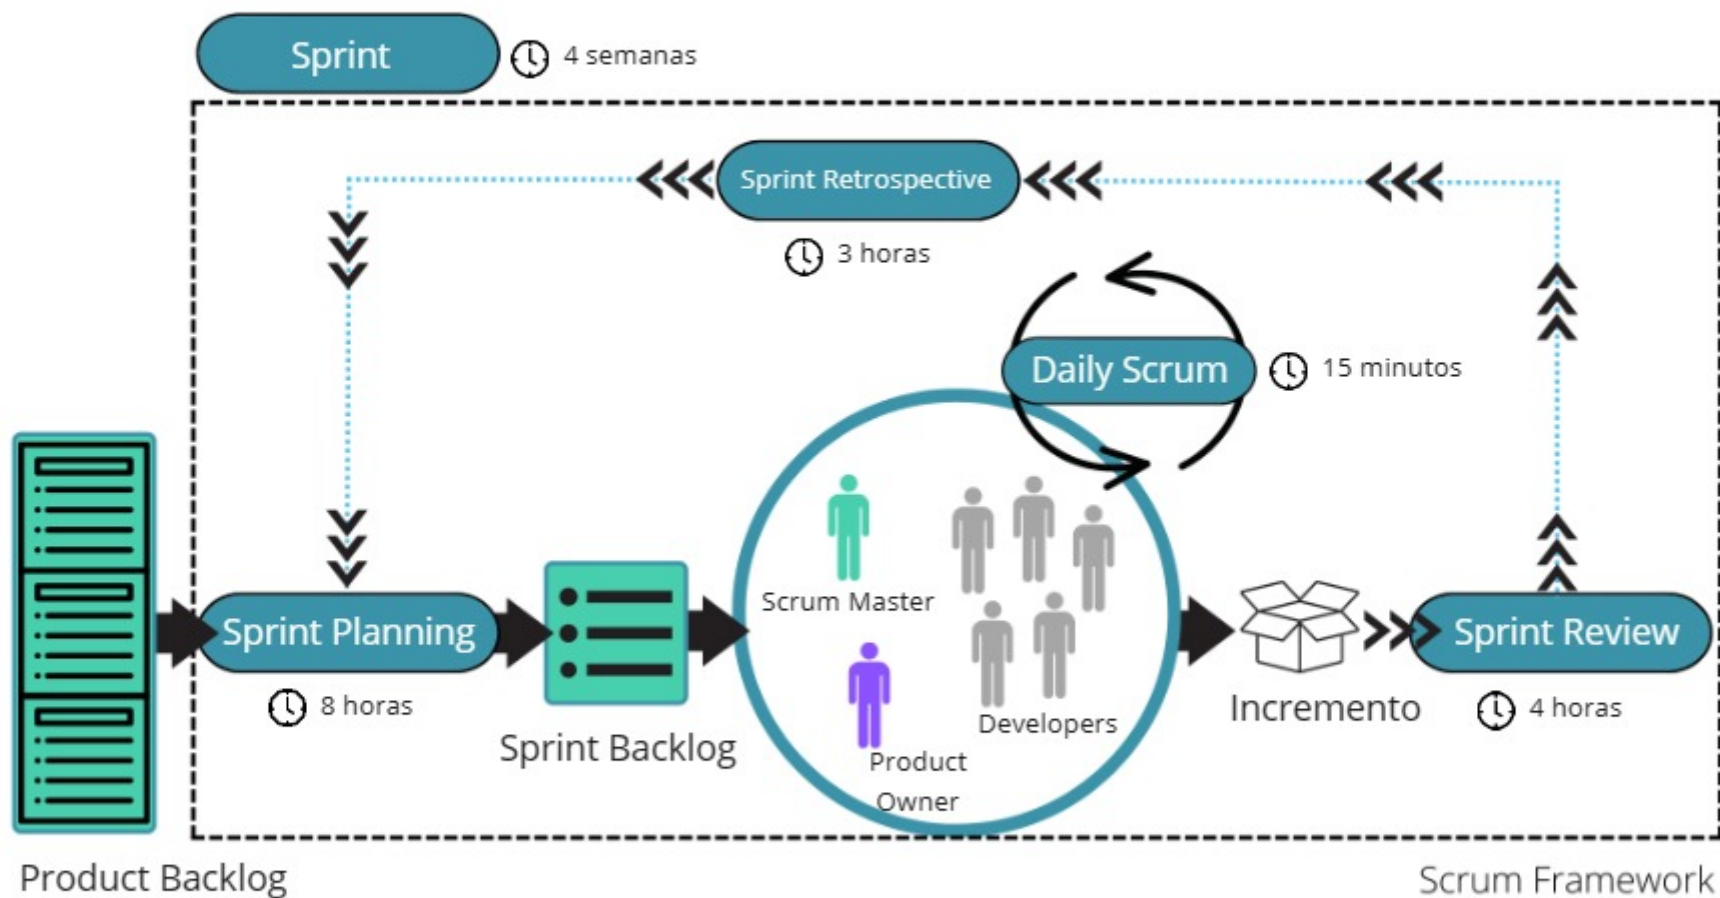 Sprint
4 semanas
Sprint Retrospective
3 horas
Daily Scrum
15 minutos
Scrum Master
Product
Owner
Developers
Sprint Planning
8 horas
Sprint Backlog
Incremento
Sprint Review
4 horas
Product Backlog
Scrum Framework